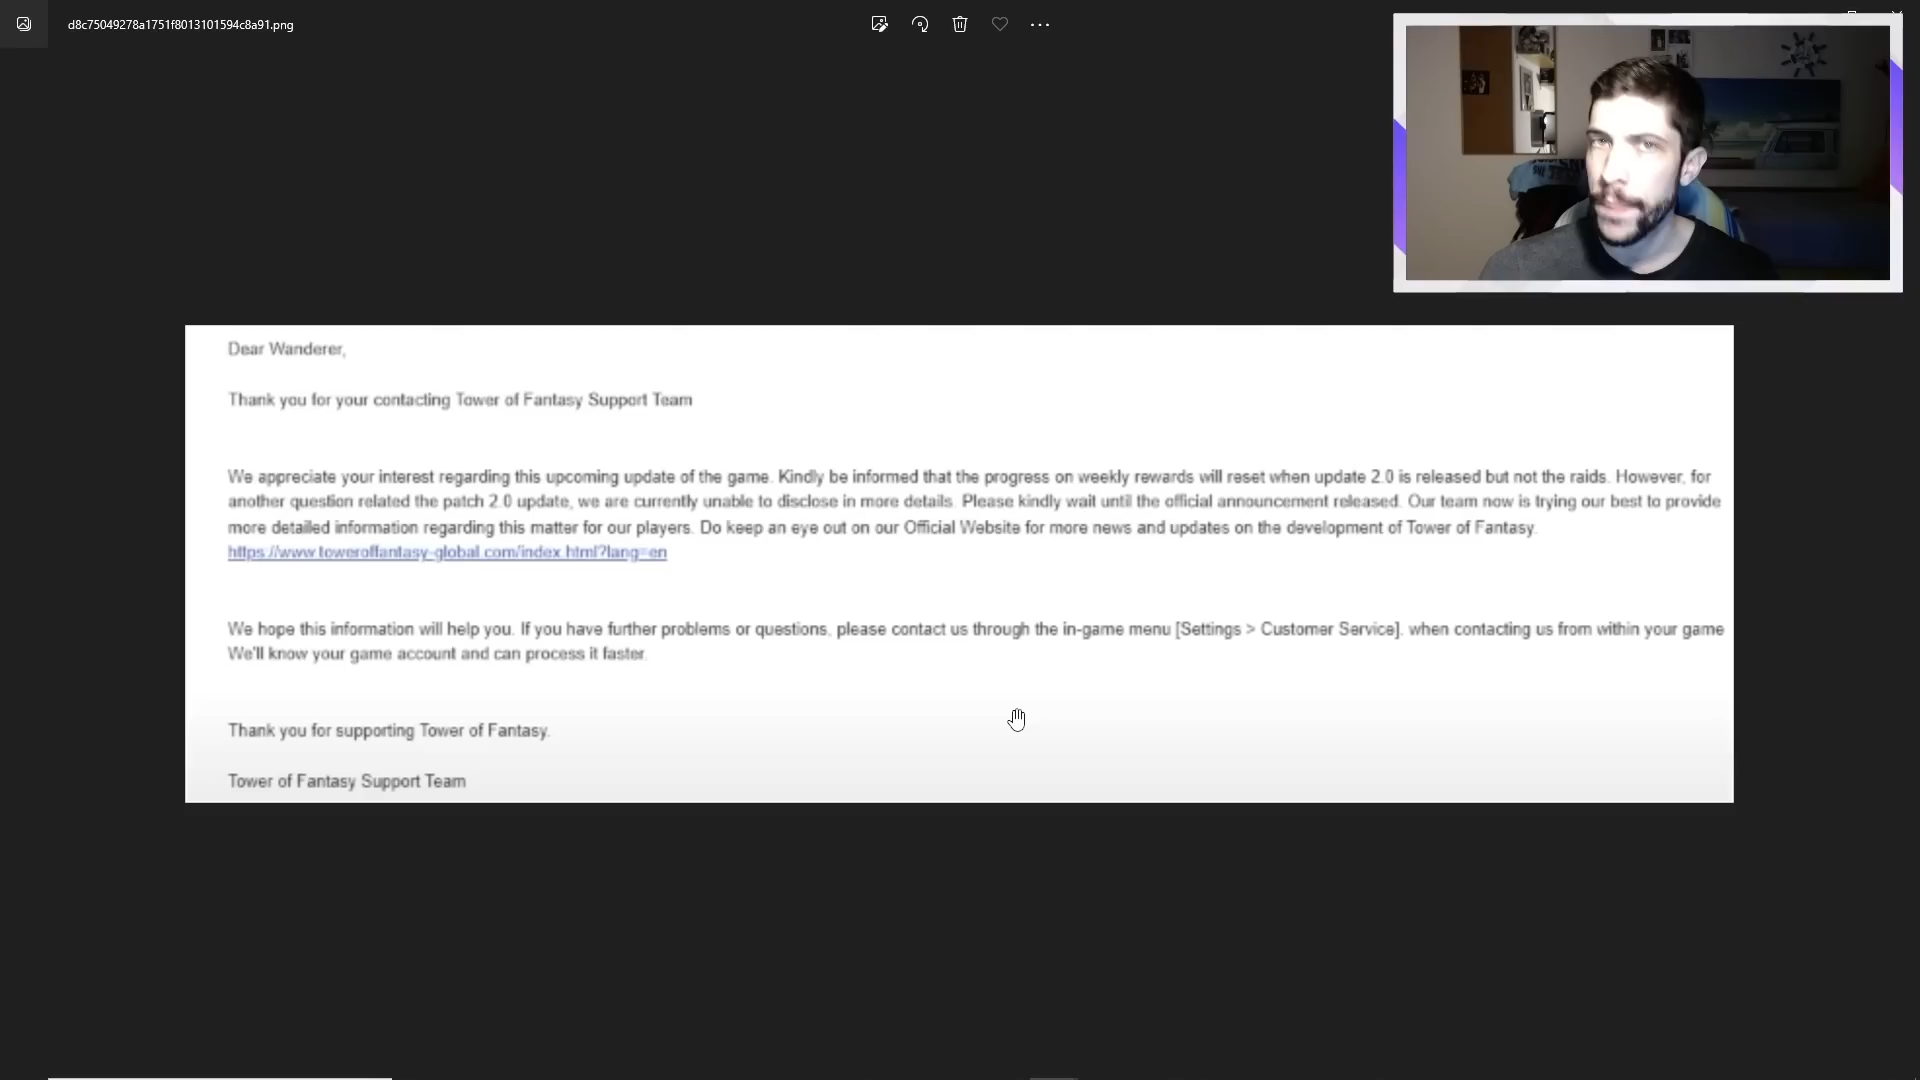 d8c75049278a1751f8013101594c8a91.png
Dear Wanderer,
Thank you for your contacting Tower of Fantasy Support Team
We appreciate your interest regarding this upcoming update of the game. Kindly be informed that the progress on weekly rewards will reset when update 2.0 is released but not the raids. However, for
another question related the patch 2.0 update, we are currently unable to disclose in more details. Please kindly wait until the official announcement released. Our team now is trying our best to provide
more detailed information regarding this matter for our players. Do keep an eye out on our Official Website for more news and updates on the development of Tower of Fantasy.
https://www.toweroffantasy-global.com/index.html?lang=en
We hope this information will help you. If you have further problems or questions, please contact us through the in-game menu [Settings > Customer Service]. when contacting us from within your game
We'll know your game account and can process it faster.
Thank you for supporting Tower of Fantasy.
Tower of Fantasy Support Team